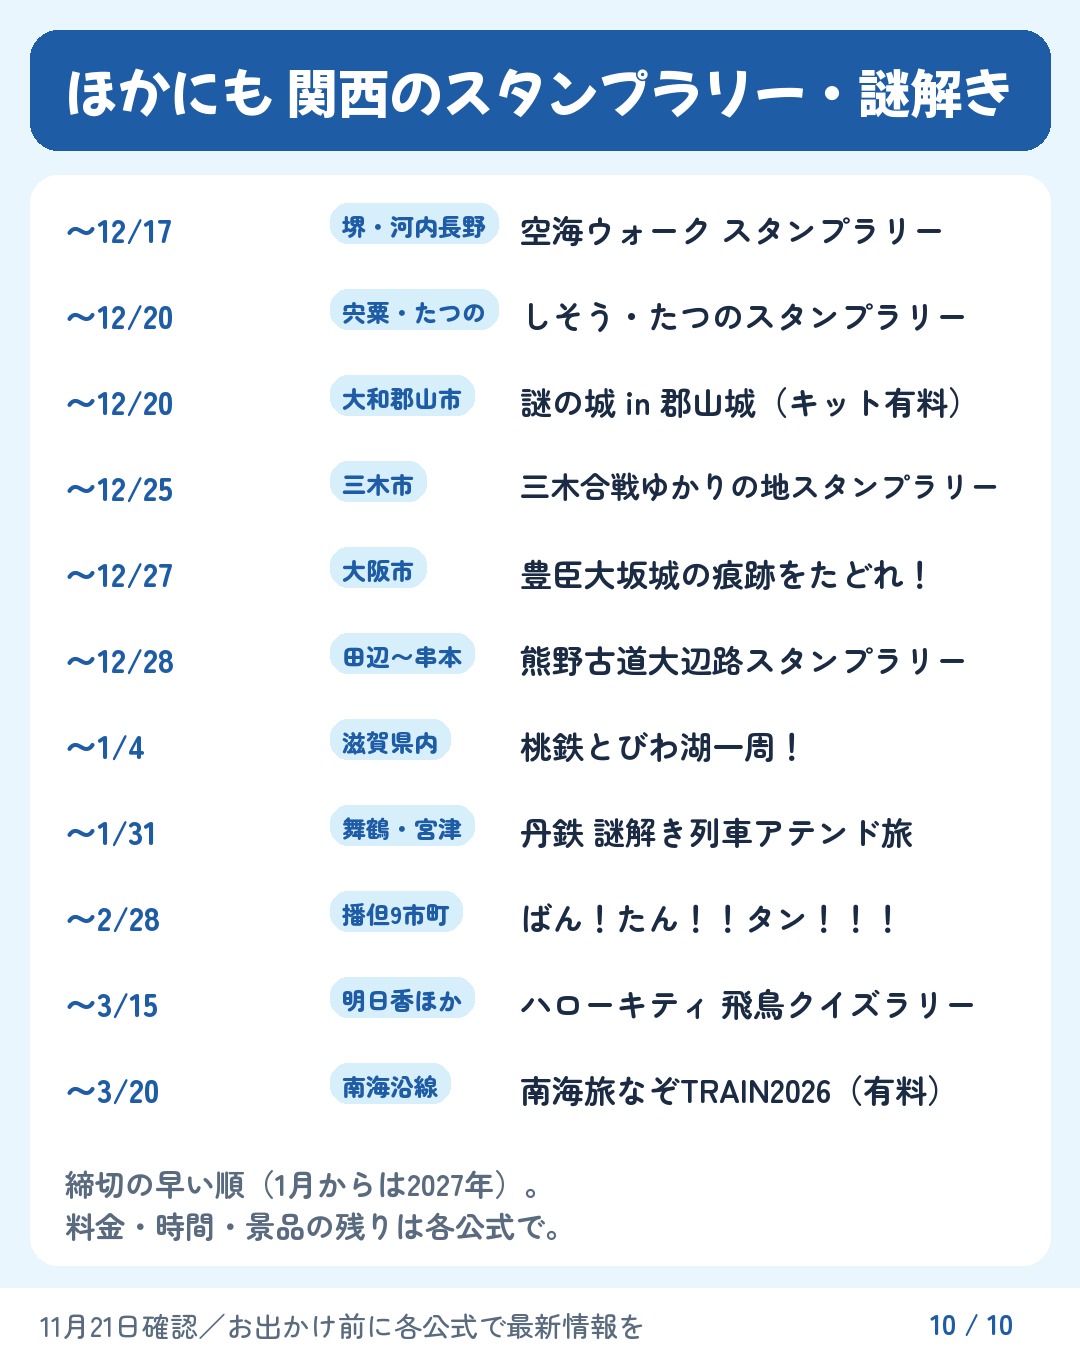 ほかにも 関西のスタンプラリー・謎解き
〜12/17 堺・河内長野 空海ウォーク スタンプラリー
〜12/20 宍粟・たつの しそう・たつのスタンプラリー
〜12/20 大和郡山市 謎の城 in 郡山城（キット有料）
〜12/25 三木市 三木合戦ゆかりの地スタンプラリー
〜12/27 大阪市 豊臣大坂城の痕跡をたどれ！
〜12/28 田辺〜串本 熊野古道大辺路スタンプラリー
〜1/4 滋賀県内 桃鉄とびわ湖一周！
〜1/31 舞鶴・宮津 丹鉄 謎解き列車アテンド旅
〜2/28 播但9市町 ばん！たん！！タン！！！
〜3/15 明日香ほか ハローキティ 飛鳥クイズラリー
〜3/20 南海沿線 南海旅なぞTRAIN2026（有料）
締切の早い順（1月からは2027年）。
料金・時間・景品の残りは各公式で。
11月21日確認／お出かけ前に各公式で最新情報を
10 / 10